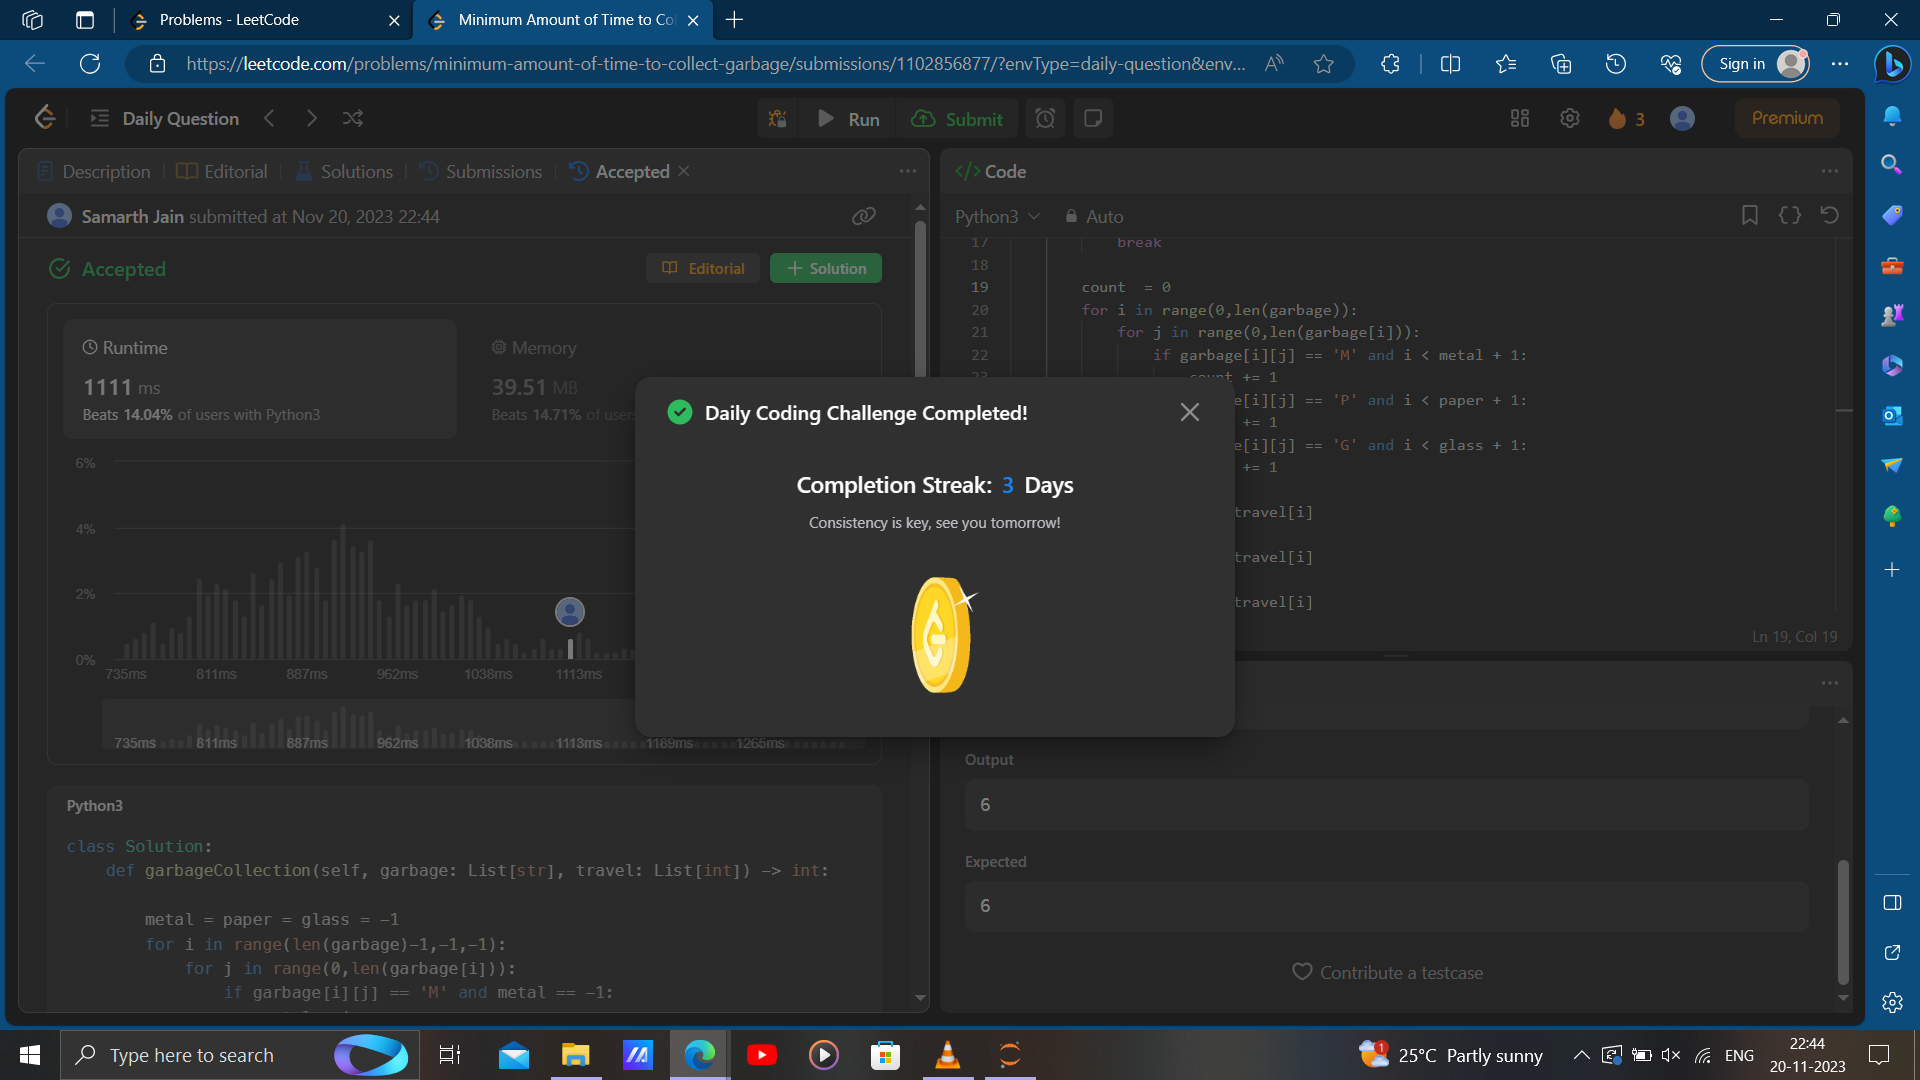 Problems - LeetCode
Minimum Amount of Time to Co
https://leetcode.com/problems/minimum-amount-of-time-to-collect-garbage/submissions/1102856877/?envType=daily-question&env...
Sign in
Daily Question
Run
Submit
3
Premium
Description
Editorial
Solutions
Submissions
Accepted
Samarth Jain submitted at Nov 20, 2023 22:44
Accepted
Editorial
Solution
Runtime
1111 ms
Beats 14.04% of users with Python3
Memory
39.51 MB
Beats 14.71% of users
6%
4%
2%
0%
735ms 811ms 887ms 962ms 1038ms 1113ms
735ms 811ms 887ms 962ms 1038ms 1113ms 1189ms 1265ms
Python3
class Solution:
def garbageCollection(self, garbage: List[str], travel: List[int]) -> int:
metal = paper = glass = -1
for i in range(len(garbage)-1,-1,-1):
for j in range(0,len(garbage[i])):
if garbage[i][j] == 'M' and metal == -1:
Daily Coding Challenge Completed!
Completion Streak: 3 Days
Consistency is key, see you tomorrow!
</> Code
Python3
Auto
17 break
18
19 count = 0
20 for i in range(0,len(garbage)):
21 for j in range(0,len(garbage[i])):
22 if garbage[i][j] == 'M' and i < metal + 1:
23 count += 1
e[i][j] == 'P' and i < paper + 1:
+= 1
e[i][j] == 'G' and i < glass + 1:
+= 1
travel[i]
travel[i]
travel[i]
Ln 19, Col 19
Output
6
Expected
6
Contribute a testcase
Type here to search
1
25°C Partly sunny
ENG
22:44
20-11-2023